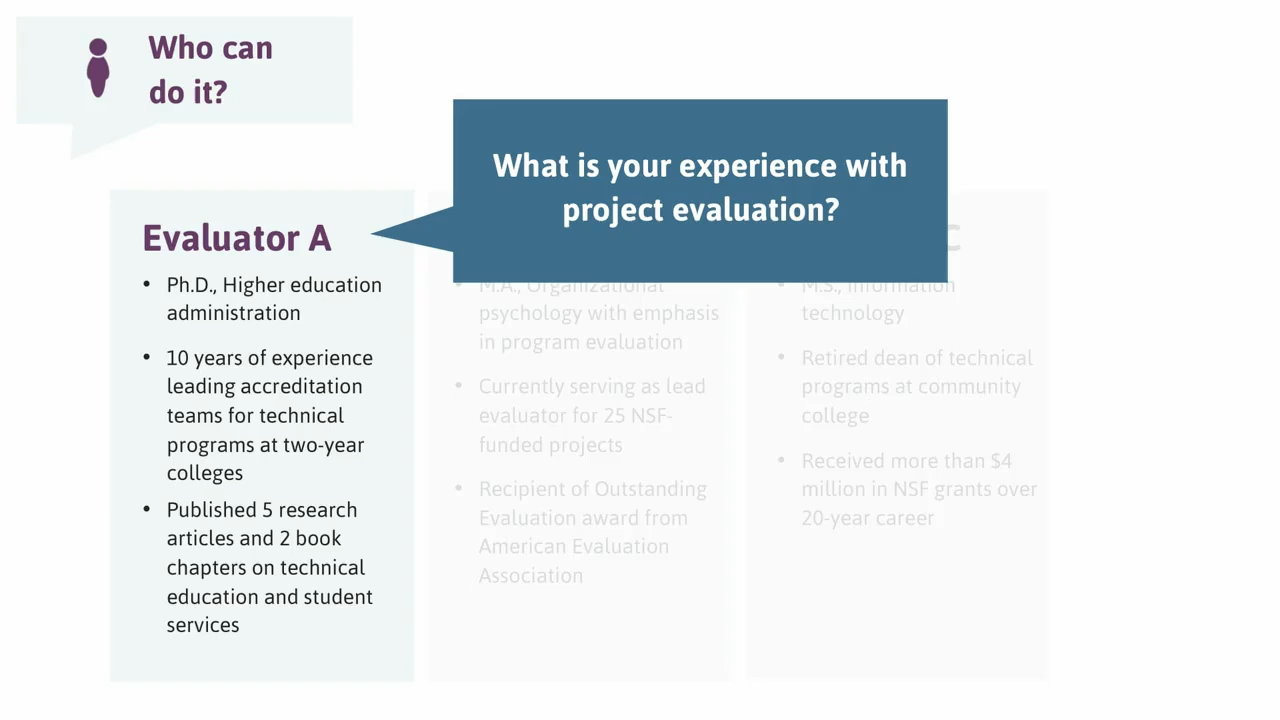 Who can
do it?
What is your experience with
project evaluation?
Evaluator A
• Ph.D., Higher education
administration
• 10 years of experience
leading accreditation
teams for technical
programs at two-year
colleges
• Published 5 research
articles and 2 book
chapters on technical
education and student
services
• M.A., Organizational
psychology with emphasis
in program evaluation
• Currently serving as lead
evaluator for 25 NSF-
funded projects
• Recipient of Outstanding
Evaluation award from
American Evaluation
Association
C
• M.S., Information
technology
• Retired dean of technical
programs at community
college
• Received more than $4
million in NSF grants over
20-year career